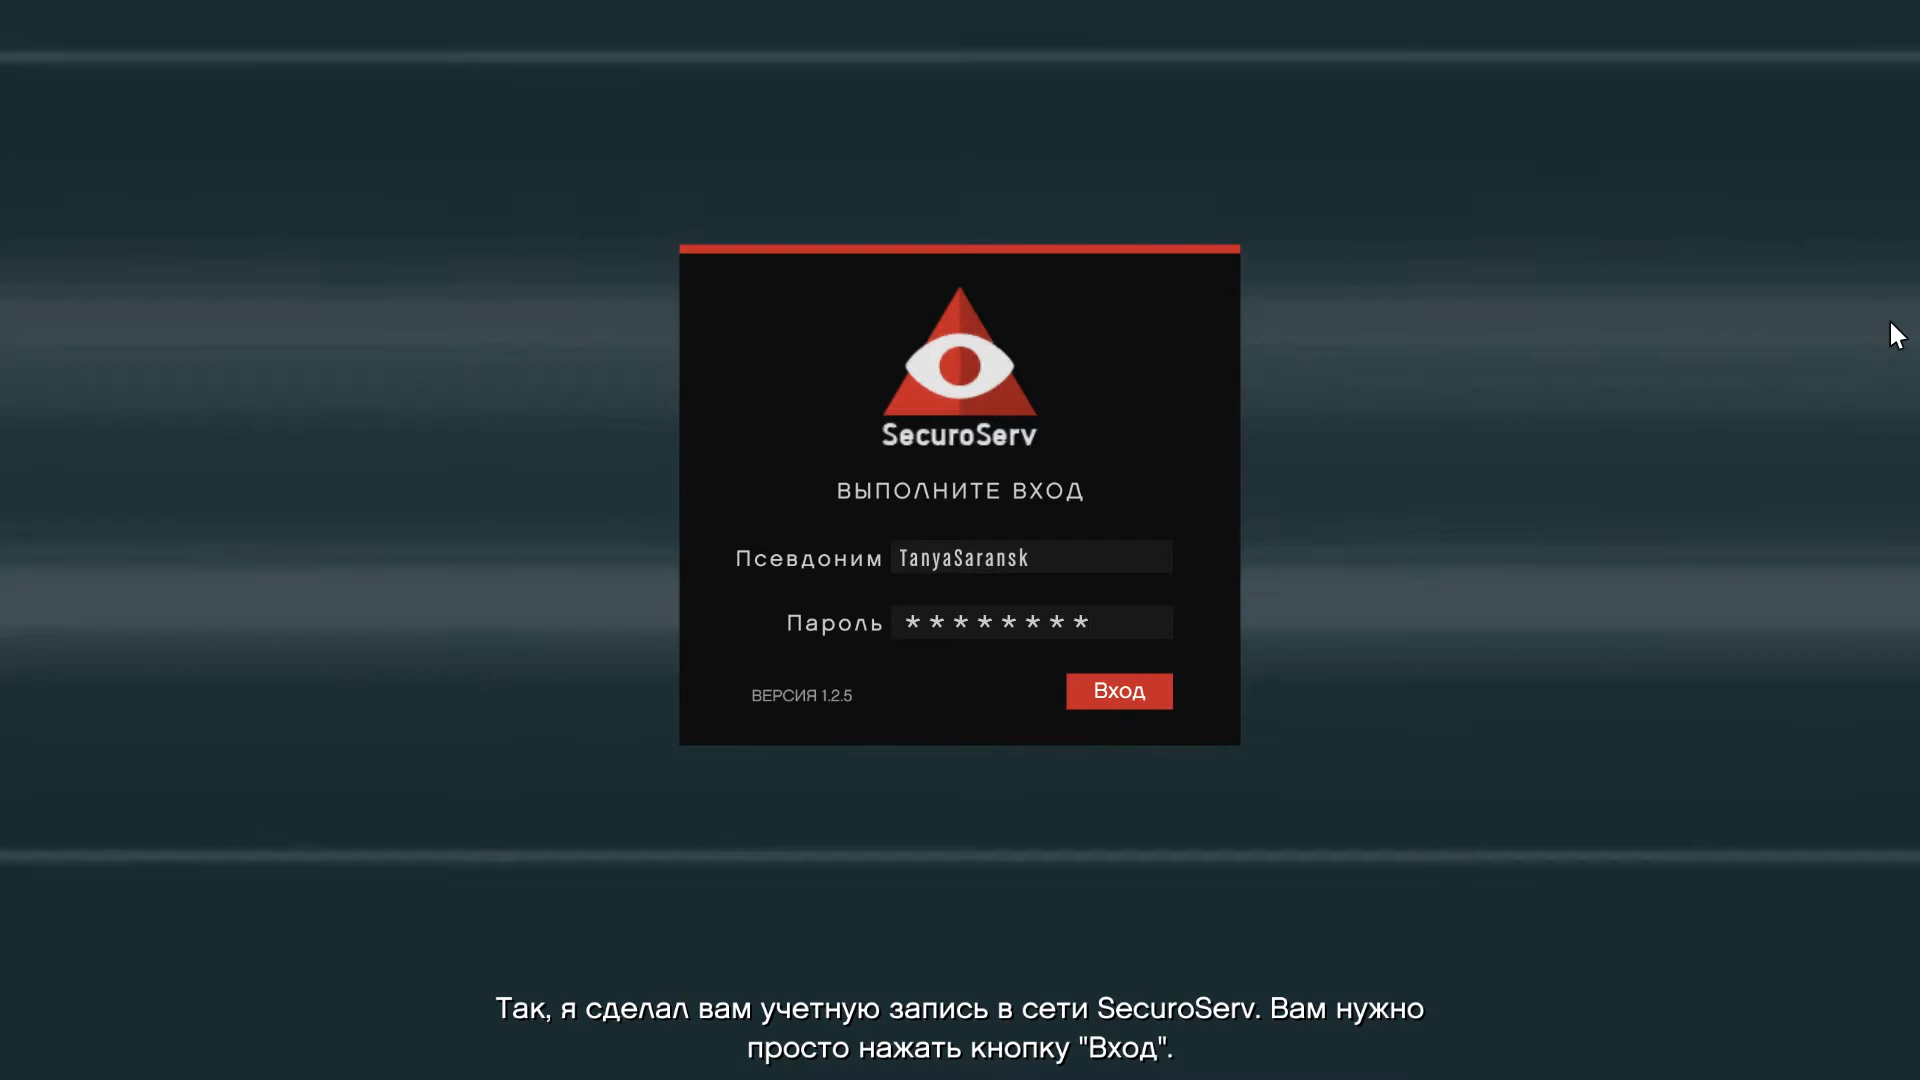 SecuroServ
ВЫПОЛНИТЕ ВХОД
Псевдоним TanyaSaransk
Пароль ********
ВЕРСИЯ 1.2.5
Вход
Так, я сделал вам учетную запись в сети SecuroServ. Вам нужно
просто нажать кнопку "Вход".